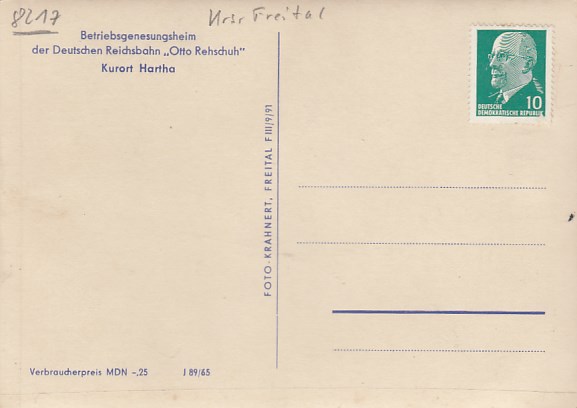 8217
Krsr Freital
Betriebsgenesungsheim
der Deutschen Reichsbahn „Otto Rehschuh"
Kurort Hartha
10
DEUTSCHE
DEMOKRATISCHE REPUBLIK
FOTO-KRAHNERT, FREITAL F III/9/91
Verbraucherpreis MDN -,25 J 89/65